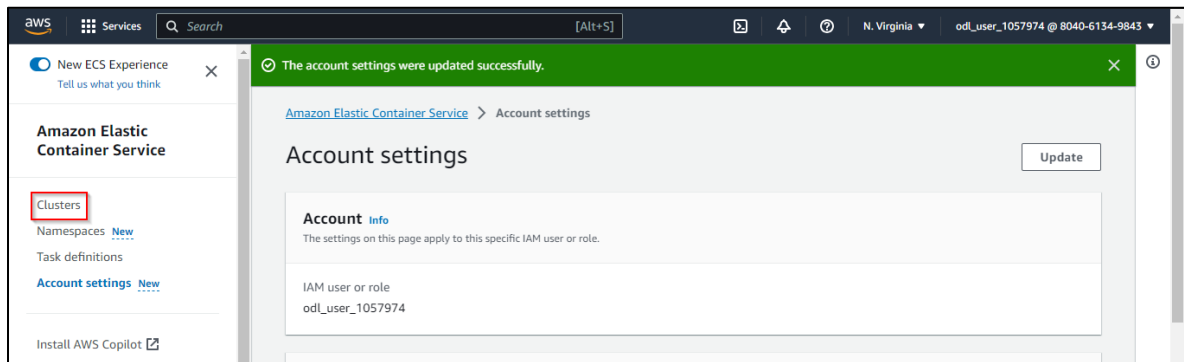 aws Services Search [Alt+S] N. Virginia odl_user_1057974 @ 8040-6134-9843
New ECS Experience
Tell us what you think
Amazon Elastic
Container Service
Clusters
Namespaces New
Task definitions
Account settings New
Install AWS Copilot
The account settings were updated successfully.
Amazon Elastic Container Service > Account settings
Account settings
Update
Account Info
The settings on this page apply to this specific IAM user or role.
IAM user or role
odl_user_1057974